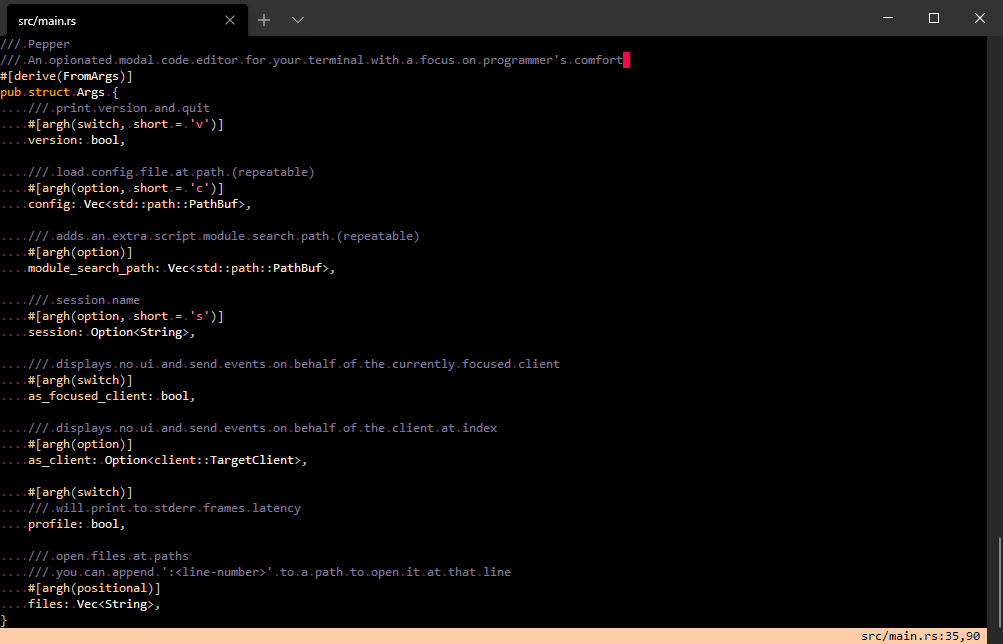 src/main.rs
/// Pepper
/// An opionated modal code editor for your terminal with a focus on programmer's comfort
#[derive(FromArgs)]
pub struct Args {
    /// print version and quit
    #[argh(switch, short = 'v')]
    version: bool,

    /// load config file at path (repeatable)
    #[argh(option, short = 'c')]
    config: Vec<std::path::PathBuf>,

    /// adds an extra script module search path (repeatable)
    #[argh(option)]
    module_search_path: Vec<std::path::PathBuf>,

    /// session name
    #[argh(option, short = 's')]
    session: Option<String>,

    /// displays no ui and send events on behalf of the currently focused client
    #[argh(switch)]
    as_focused_client: bool,

    /// displays no ui and send events on behalf of the client at index
    #[argh(option)]
    as_client: Option<client::TargetClient>,

    #[argh(switch)]
    /// will print to stderr frames latency
    profile: bool,

    /// open files at paths
    /// you can append ':<line-number>' to a path to open it at that line
    #[argh(positional)]
    files: Vec<String>,
}
src/main.rs:35,90